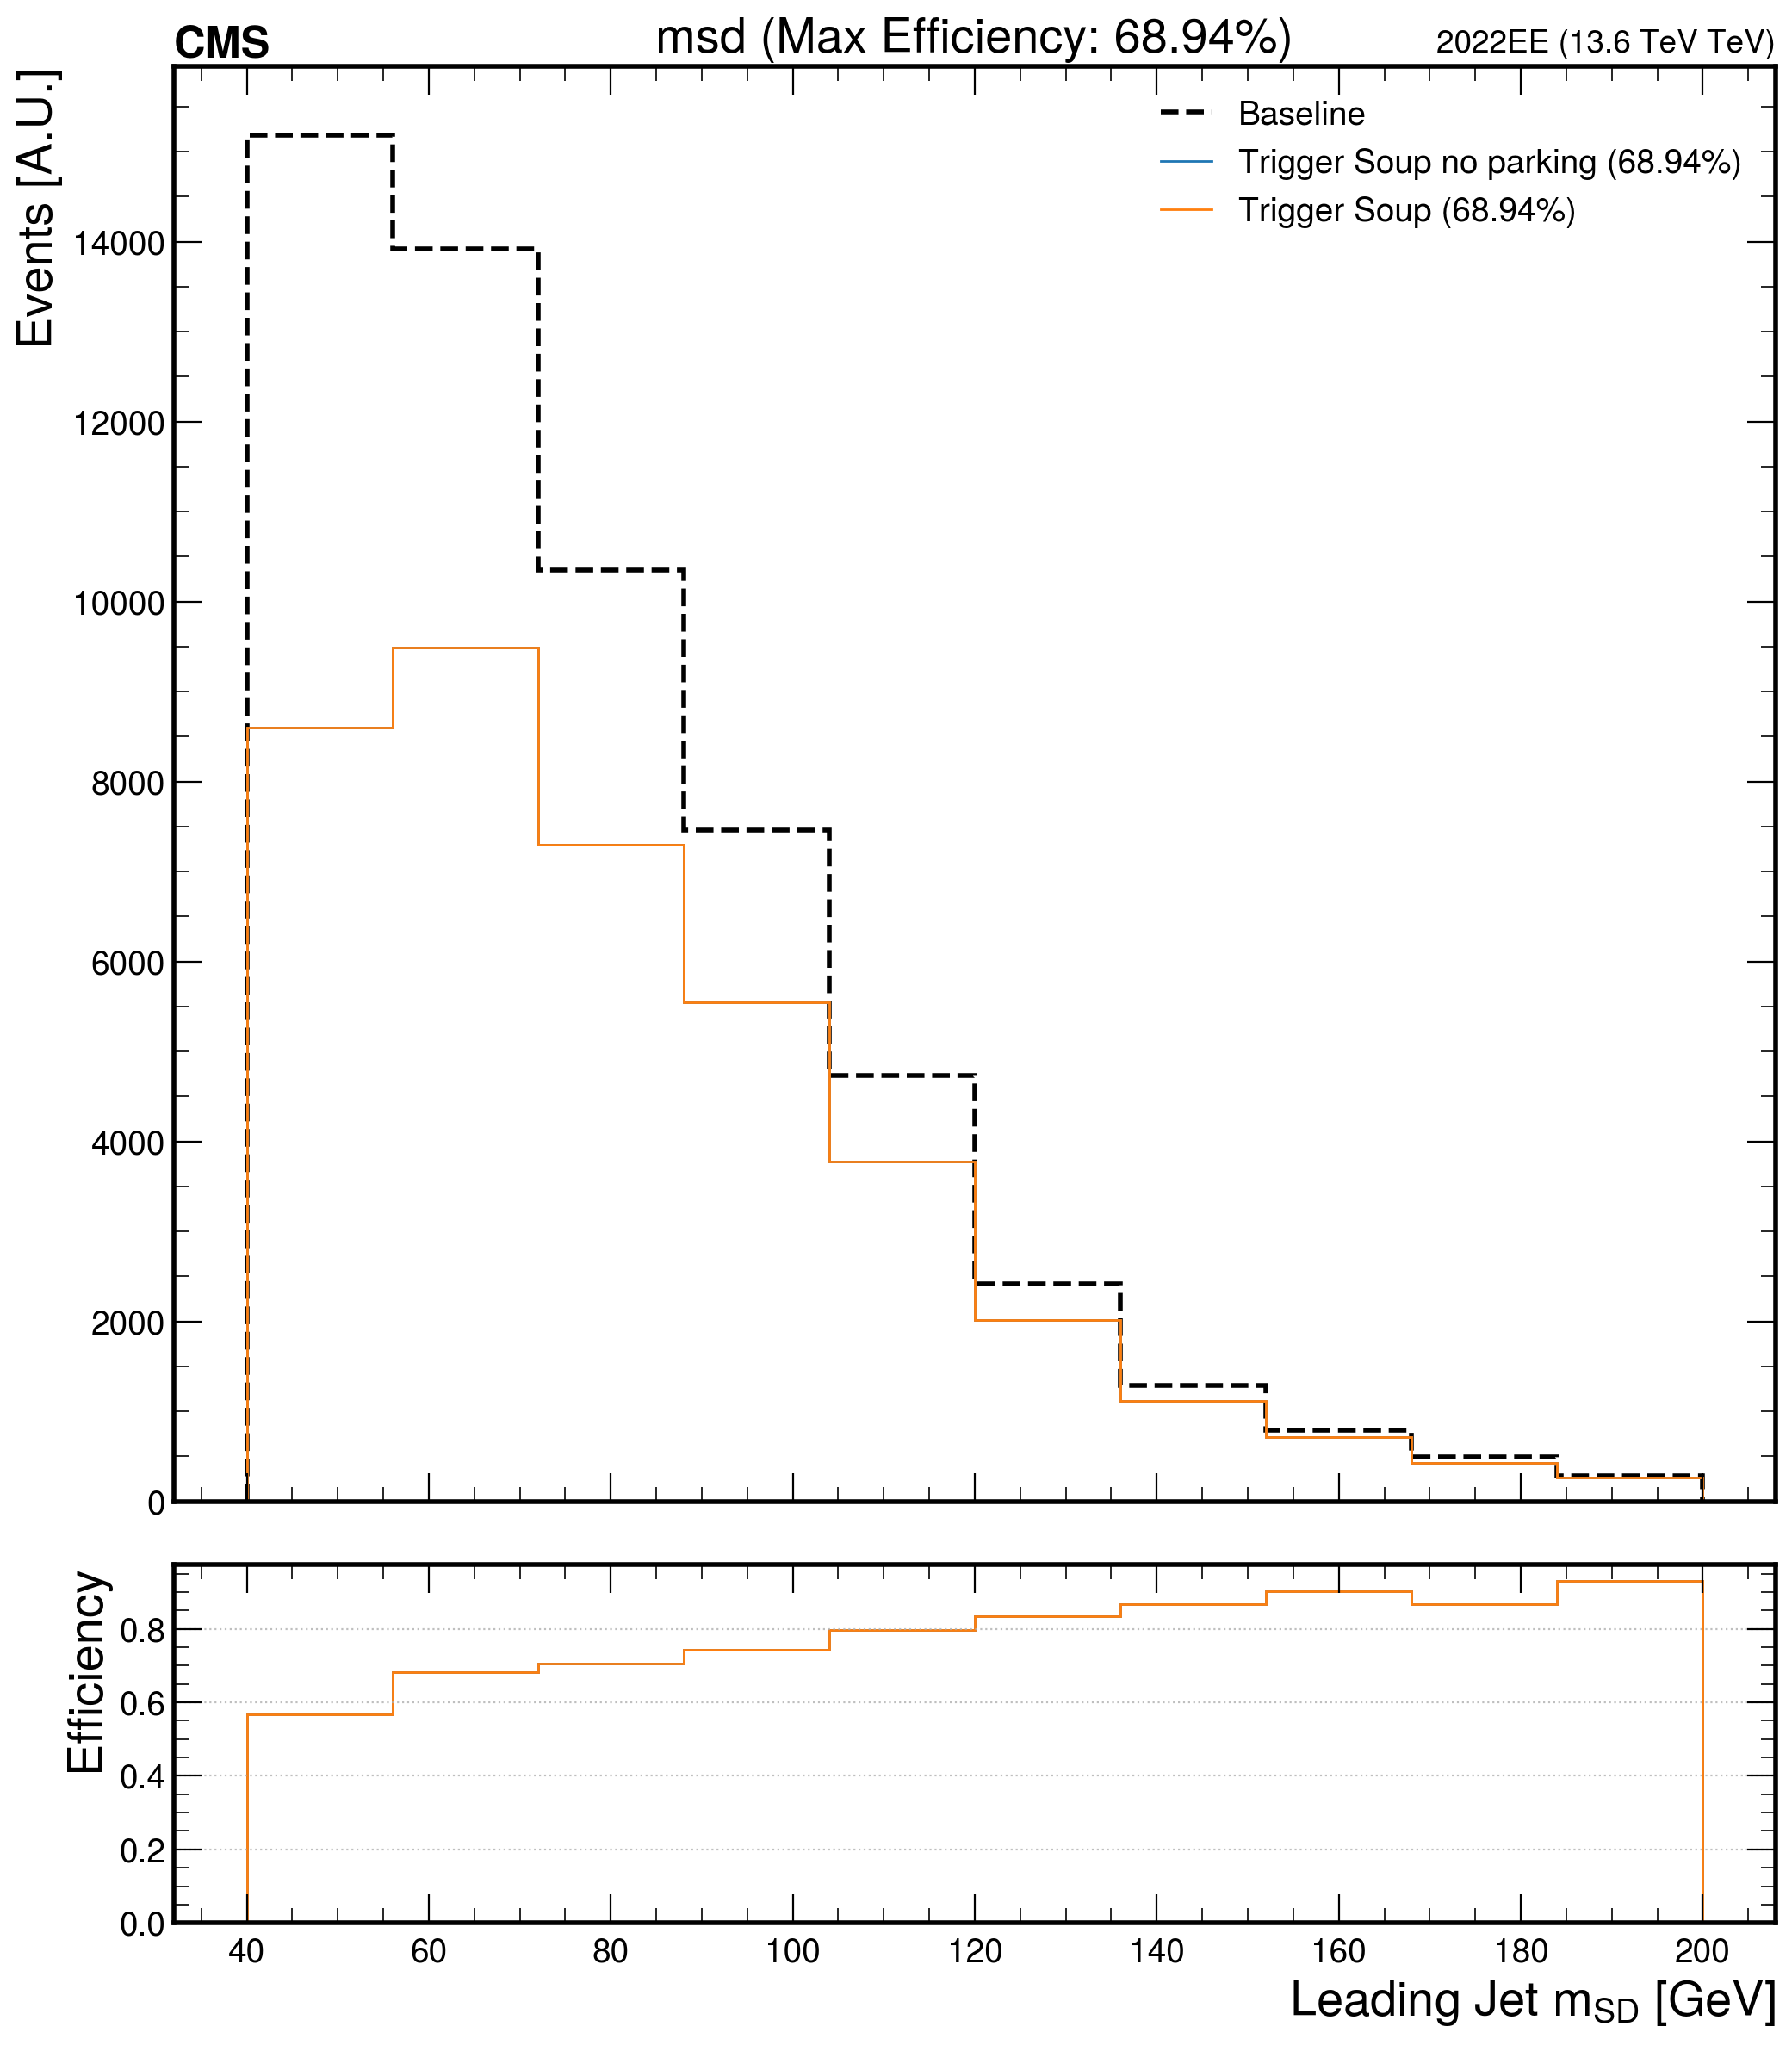 CMS
msd (Max Efficiency: 68.94%)
2022EE (13.6 TeV TeV)
Events [A.U.]
Baseline
Trigger Soup no parking (68.94%)
Trigger Soup (68.94%)
14000
12000
10000
8000
6000
4000
2000
0
Efficiency
0.8
0.6
0.4
0.2
0.0
40 60 80 100 120 140 160 180 200
Leading Jet mSD [GeV]